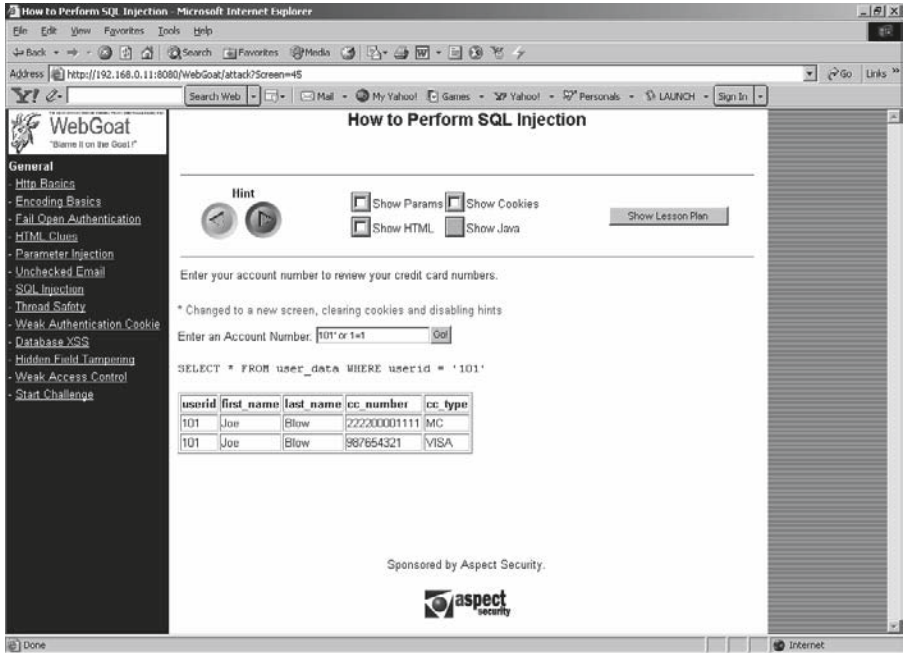 How to Perform SQL Injection - Microsoft Internet Explorer
File Edit View Favorites Tools Help
Back Search Favorites Media
Address http://192.168.0.11:8080/WebGoat/attack?Screen=45 Go Links »
Y! Search Web Mail My Yahoo! Games Yahoo! Personals LAUNCH Sign In
WebGoat
"Blame it on the Goat!"
How to Perform SQL Injection
General
- Http Basics
- Encoding Basics
- Fail Open Authentication
- HTML Clues
- Parameter Injection
- Unchecked Email
- SQL Injection
- Thread Safety
- Weak Authentication Cookie
- Database XSS
- Hidden Field Tampering
- Weak Access Control
- Start Challenge
Hint
Show Params Show Cookies
Show HTML Show Java
Show Lesson Plan
Enter your account number to review your credit card numbers.
* Changed to a new screen, clearing cookies and disabling hints
Enter an Account Number: 101' or 1=1 Go!
SELECT * FROM user_data WHERE userid = '101'
userid first_name last_name cc_number cc_type
101 Joe Blow 222200001111 MC
101 Joe Blow 987654321 VISA
Sponsored by Aspect Security.
aspect
security
Done Internet